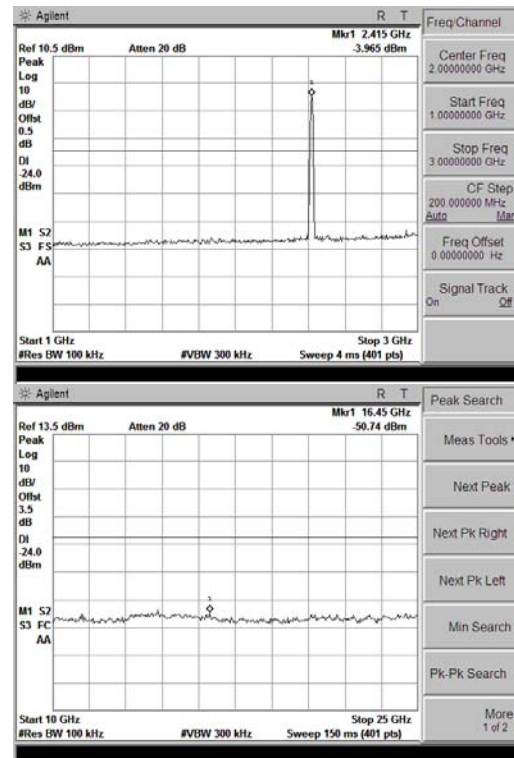 Agilent
R T
Freq/Channel
Mkr1 2.415 GHz
Ref 10.5 dBm
Atten 20 dB
-3.965 dBm
Peak
Log
10
dB/
Offst
0.5
dB
DI
-24.0
dBm
M1 S2
S3 FS
AA
1
Start 1 GHz
Stop 3 GHz
#Res BW 100 kHz
#VBW 300 kHz
Sweep 4 ms (401 pts)
Center Freq
2.00000000 GHz
Start Freq
1.00000000 GHz
Stop Freq
3.00000000 GHz
CF Step
200.000000 MHz
Auto Man
Freq Offset
0.00000000 Hz
Signal Track
On Off
Agilent
R T
Peak Search
Mkr1 16.45 GHz
Ref 13.5 dBm
Atten 20 dB
-50.74 dBm
Peak
Log
10
dB/
Offst
3.5
dB
DI
-24.0
dBm
M1 S2
S3 FC
AA
1
Start 10 GHz
Stop 25 GHz
#Res BW 100 kHz
#VBW 300 kHz
Sweep 150 ms (401 pts)
Meas Tools
Next Peak
Next Pk Right
Next Pk Left
Min Search
Pk-Pk Search
More
1 of 2